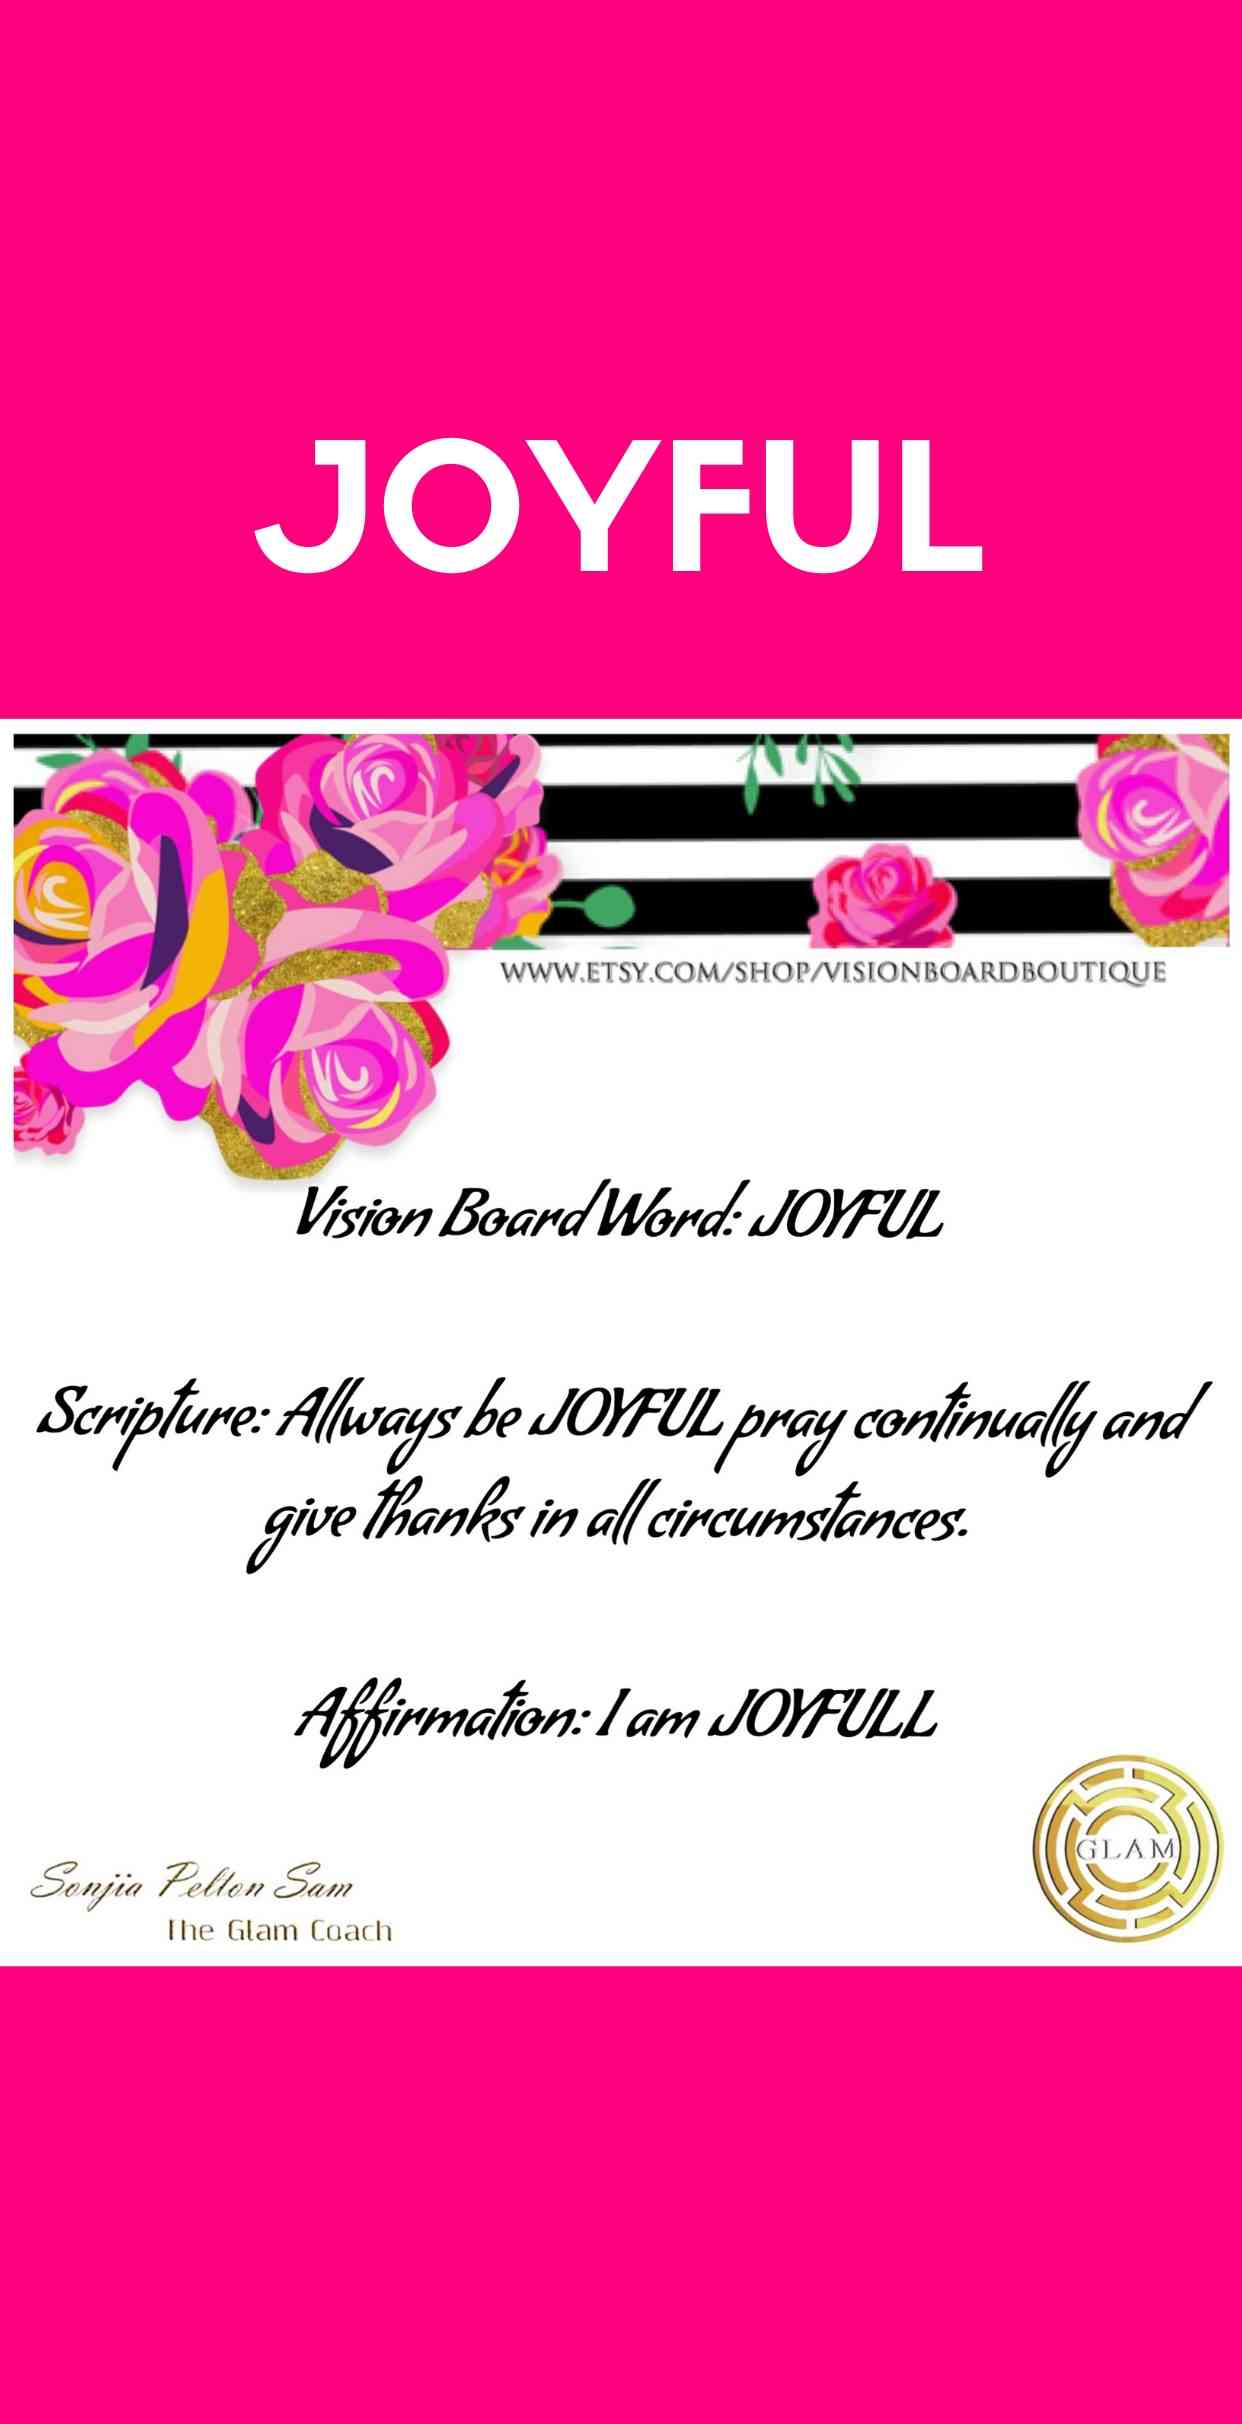 JOYFUL
WWW.ETSY.COM/SHOP/VISIONBOARDBOUTIQUE
Vision Board Word: JOYFUL
Scripture: Allways be JOYFUL pray continually and
give thanks in all circumstances.
Affirmation: I am JOYFULL
GLAM
Sonjia Pelton Sam
The Glam Coach